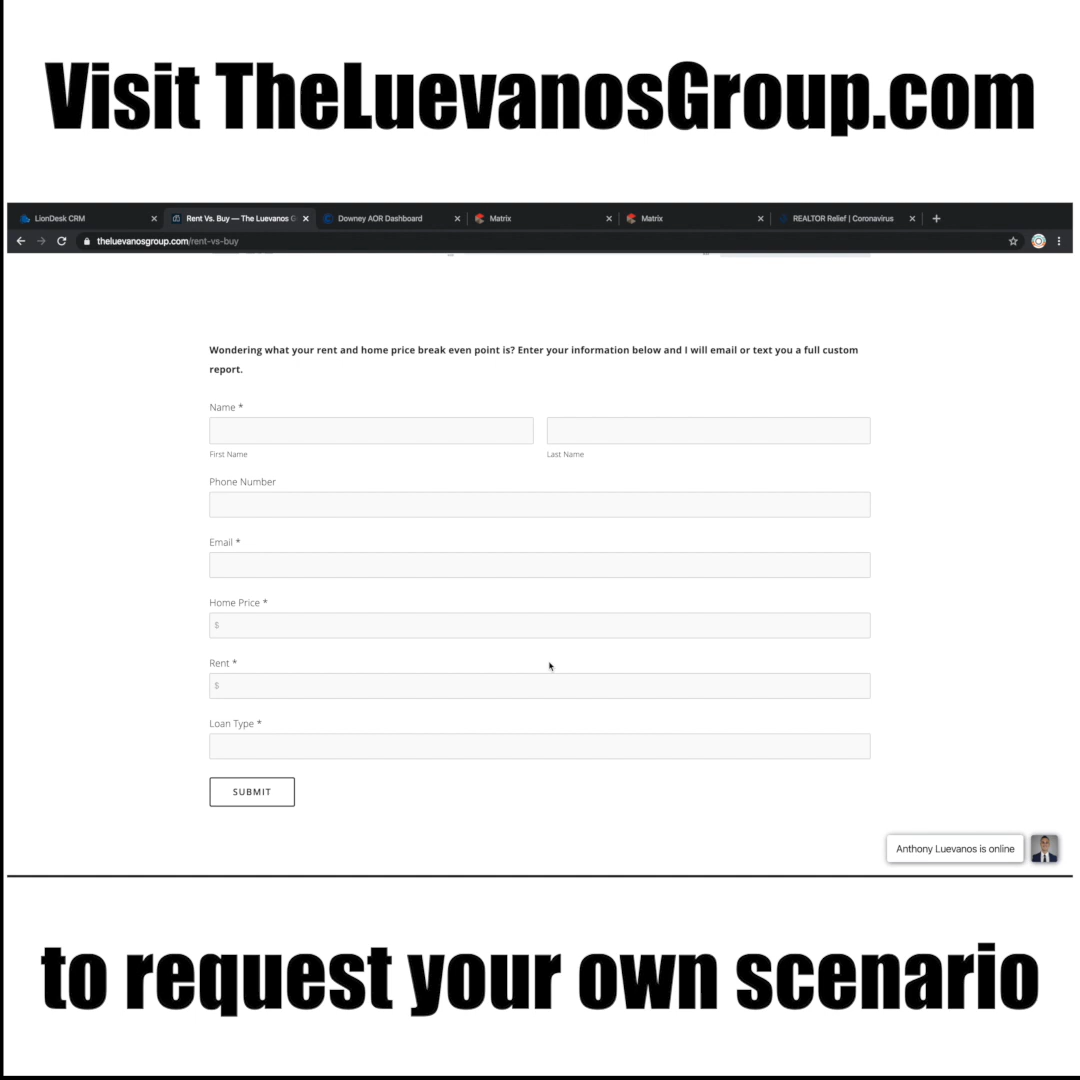 Visit TheLuevanosGroup.com
LionDesk CRM
Rent Vs. Buy — The Luevanos G
Downey AOR Dashboard
Matrix
Matrix
REALTOR Relief | Coronavirus
theluevanosgroup.com/rent-vs-buy
Wondering what your rent and home price break even point is? Enter your information below and I will email or text you a full custom
report.
Name *
First Name
Last Name
Phone Number
Email *
Home Price *
$
Rent *
$
Loan Type *
SUBMIT
Anthony Luevanos is online
to request your own scenario